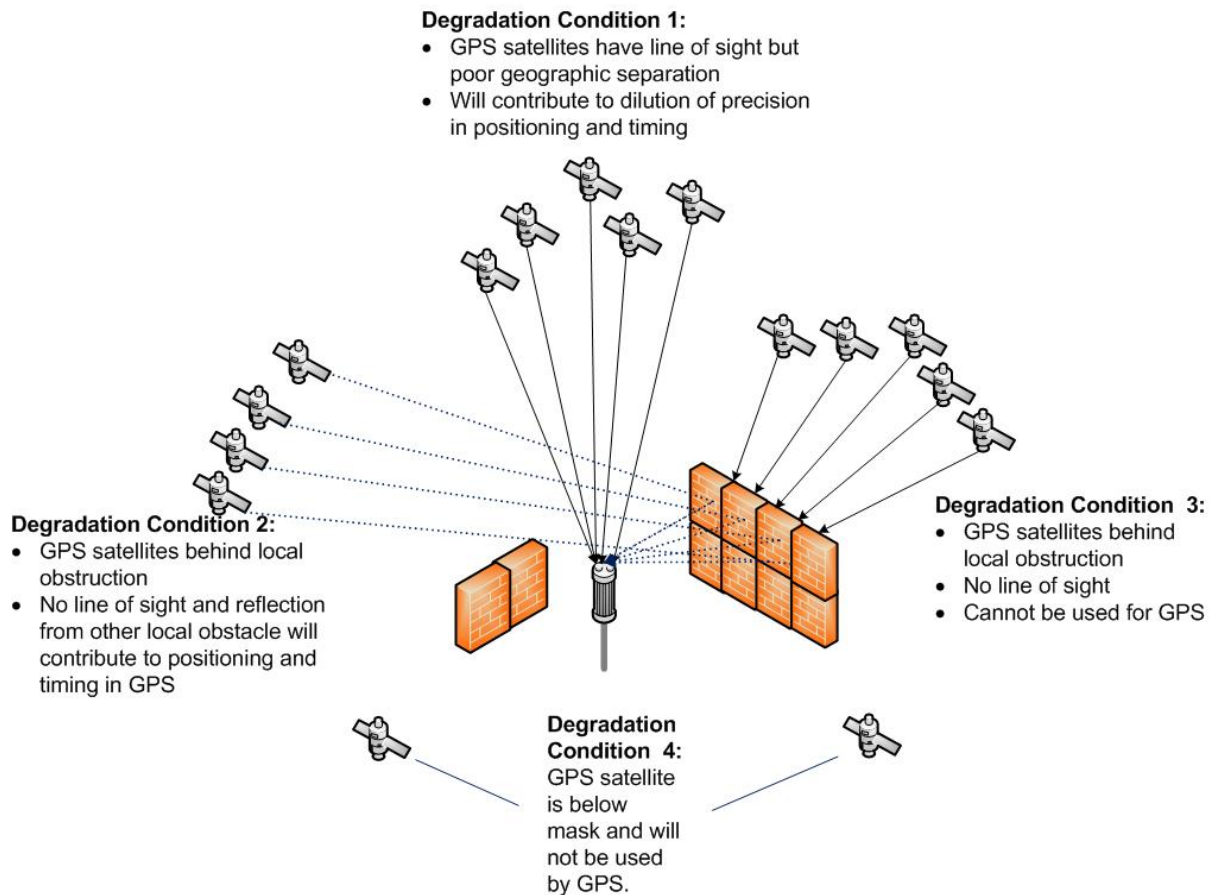 Degradation Condition 1:
• GPS satellites have line of sight but
poor geographic separation
• Will contribute to dilution of precision
in positioning and timing
Degradation Condition 2:
• GPS satellites behind local
obstruction
• No line of sight and reflection
from other local obstacle will
contribute to positioning and
timing in GPS
Degradation Condition  3:
• GPS satellites behind
local obstruction
• No line of sight
• Cannot be used for GPS
Degradation
Condition  4:
GPS satellite
is below
mask and will
not be used
by GPS.